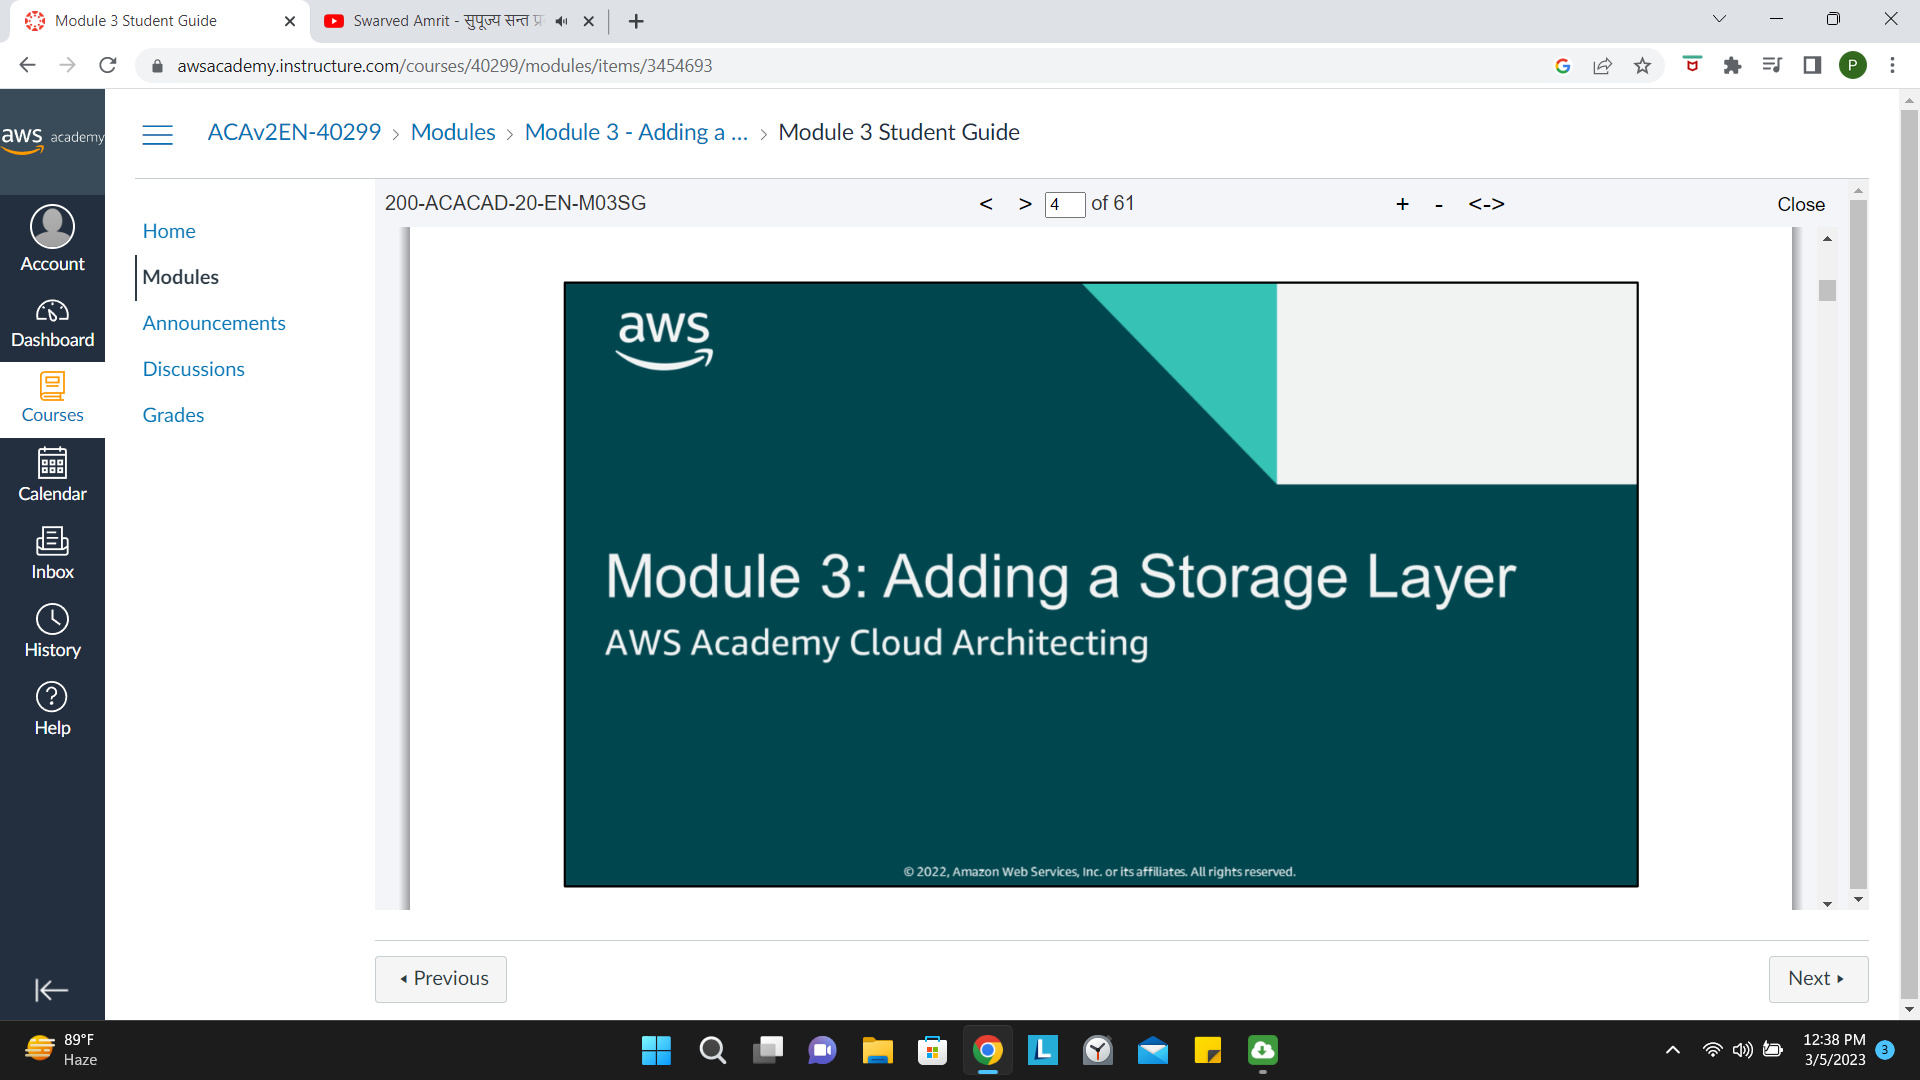 Module 3 Student Guide
Swarved Amrit - सुपूज्य सन्त प्र
awsacademy.instructure.com/courses/40299/modules/items/3454693
P
aws academy
ACAv2EN-40299 > Modules > Module 3 - Adding a ... > Module 3 Student Guide
200-ACACAD-20-EN-M03SG
< > 4 of 61
+ - <->
Close
Account
Dashboard
Courses
Calendar
Inbox
History
Help
Home
Modules
Announcements
Discussions
Grades
aws
Module 3: Adding a Storage Layer
AWS Academy Cloud Architecting
© 2022, Amazon Web Services, Inc. or its affiliates. All rights reserved.
Previous
Next
89°F
Haze
L
12:38 PM
3/5/2023
3